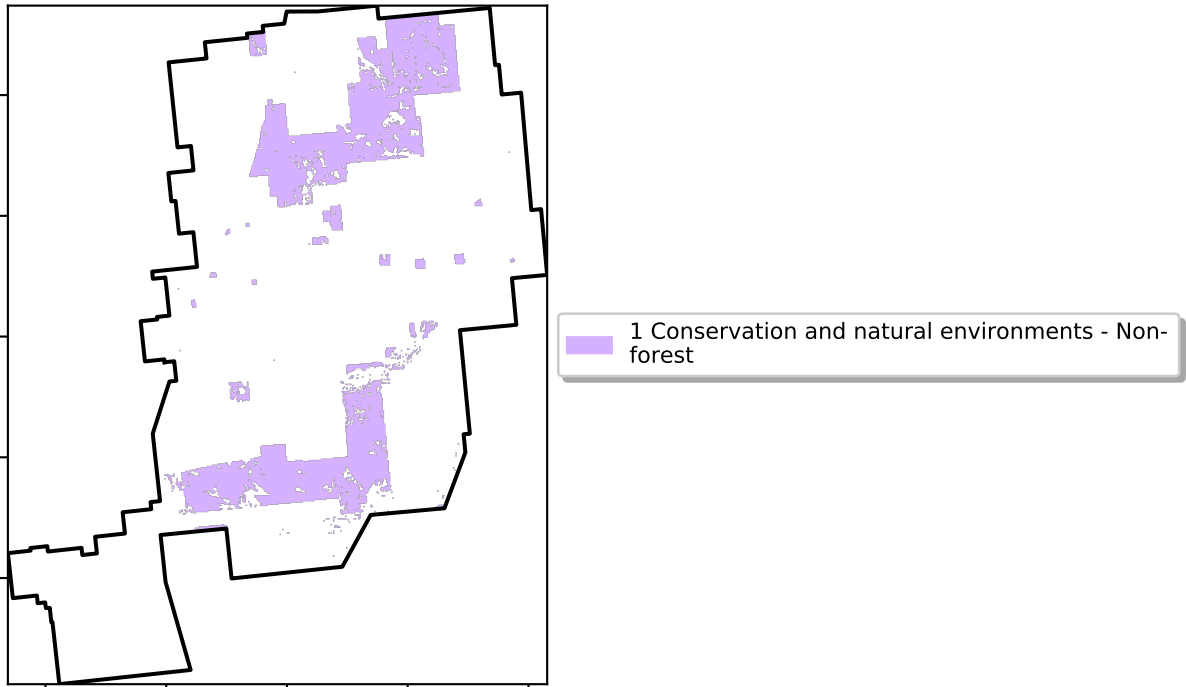 1 Conservation and natural environments - Non-
forest